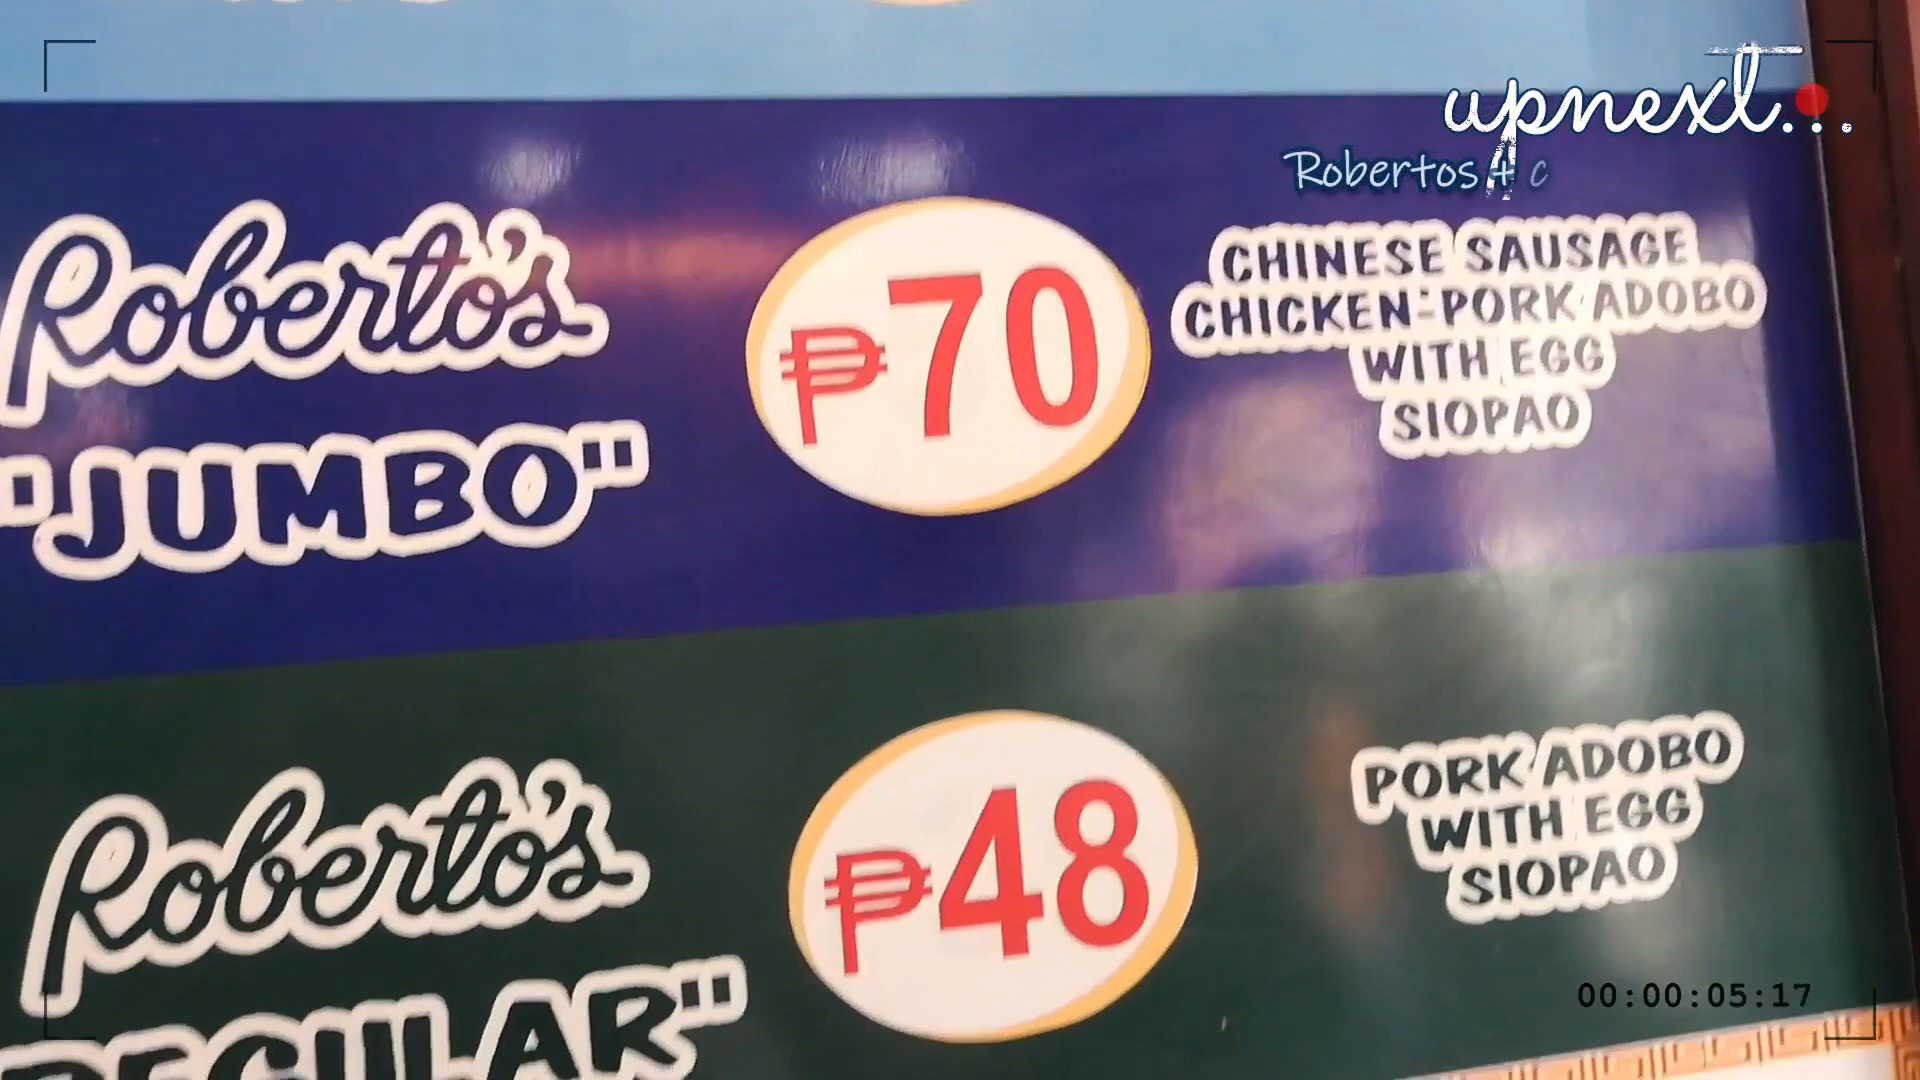 upnext...
Robertos + c
Roberto's
"JUMBO"
₱70
CHINESE SAUSAGE
CHICKEN-PORK ADOBO
WITH EGG
SIOPAO
Roberto's
REGULAR"
₱48
PORK ADOBO
WITH EGG
SIOPAO
00:00:05:17